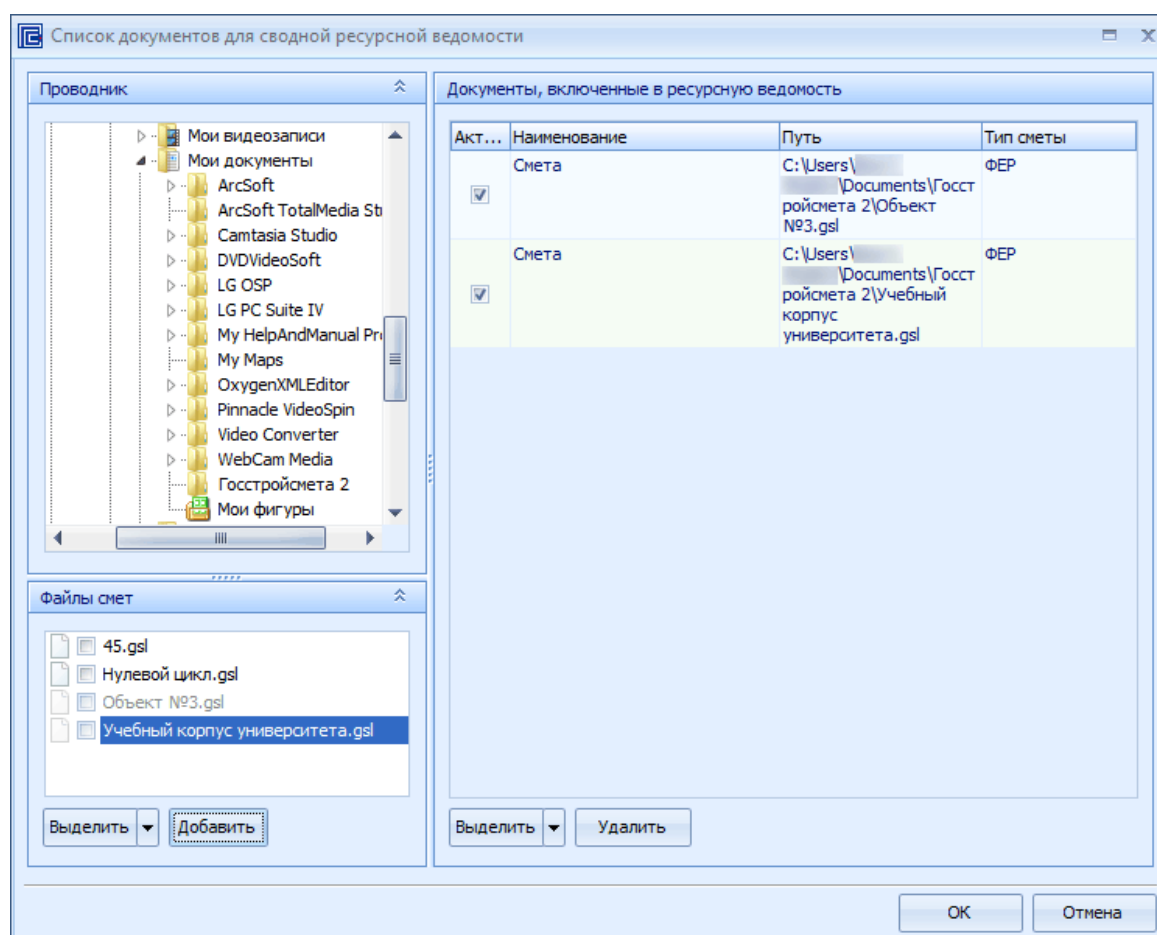 Список документов для сводной ресурсной ведомости
Проводник
Мои видеозаписи
Мои документы
ArcSoft
ArcSoft TotalMedia Stu
Camtasia Studio
DVDVideoSoft
LG OSP
LG PC Suite IV
My HelpAndManual Pro
My Maps
OxygenXMLEditor
Pinnacle VideoSpin
Video Converter
WebCam Media
Госстройсмета 2
Мои фигуры
Файлы смет
45.gsl
Нулевой цикл.gsl
Объект №3.gsl
Учебный корпус университета.gsl
Выделить
Добавить
Документы, включенные в ресурсную ведомость
Акт... Наименование Путь Тип сметы
Смета C:\Users\ ФЕР
\Documents\Госст
ройсмета 2\Объект
№3.gsl
Смета C:\Users\ ФЕР
\Documents\Госст
ройсмета 2\Учебный
корпус
университета.gsl
Выделить
Удалить
ОК
Отмена